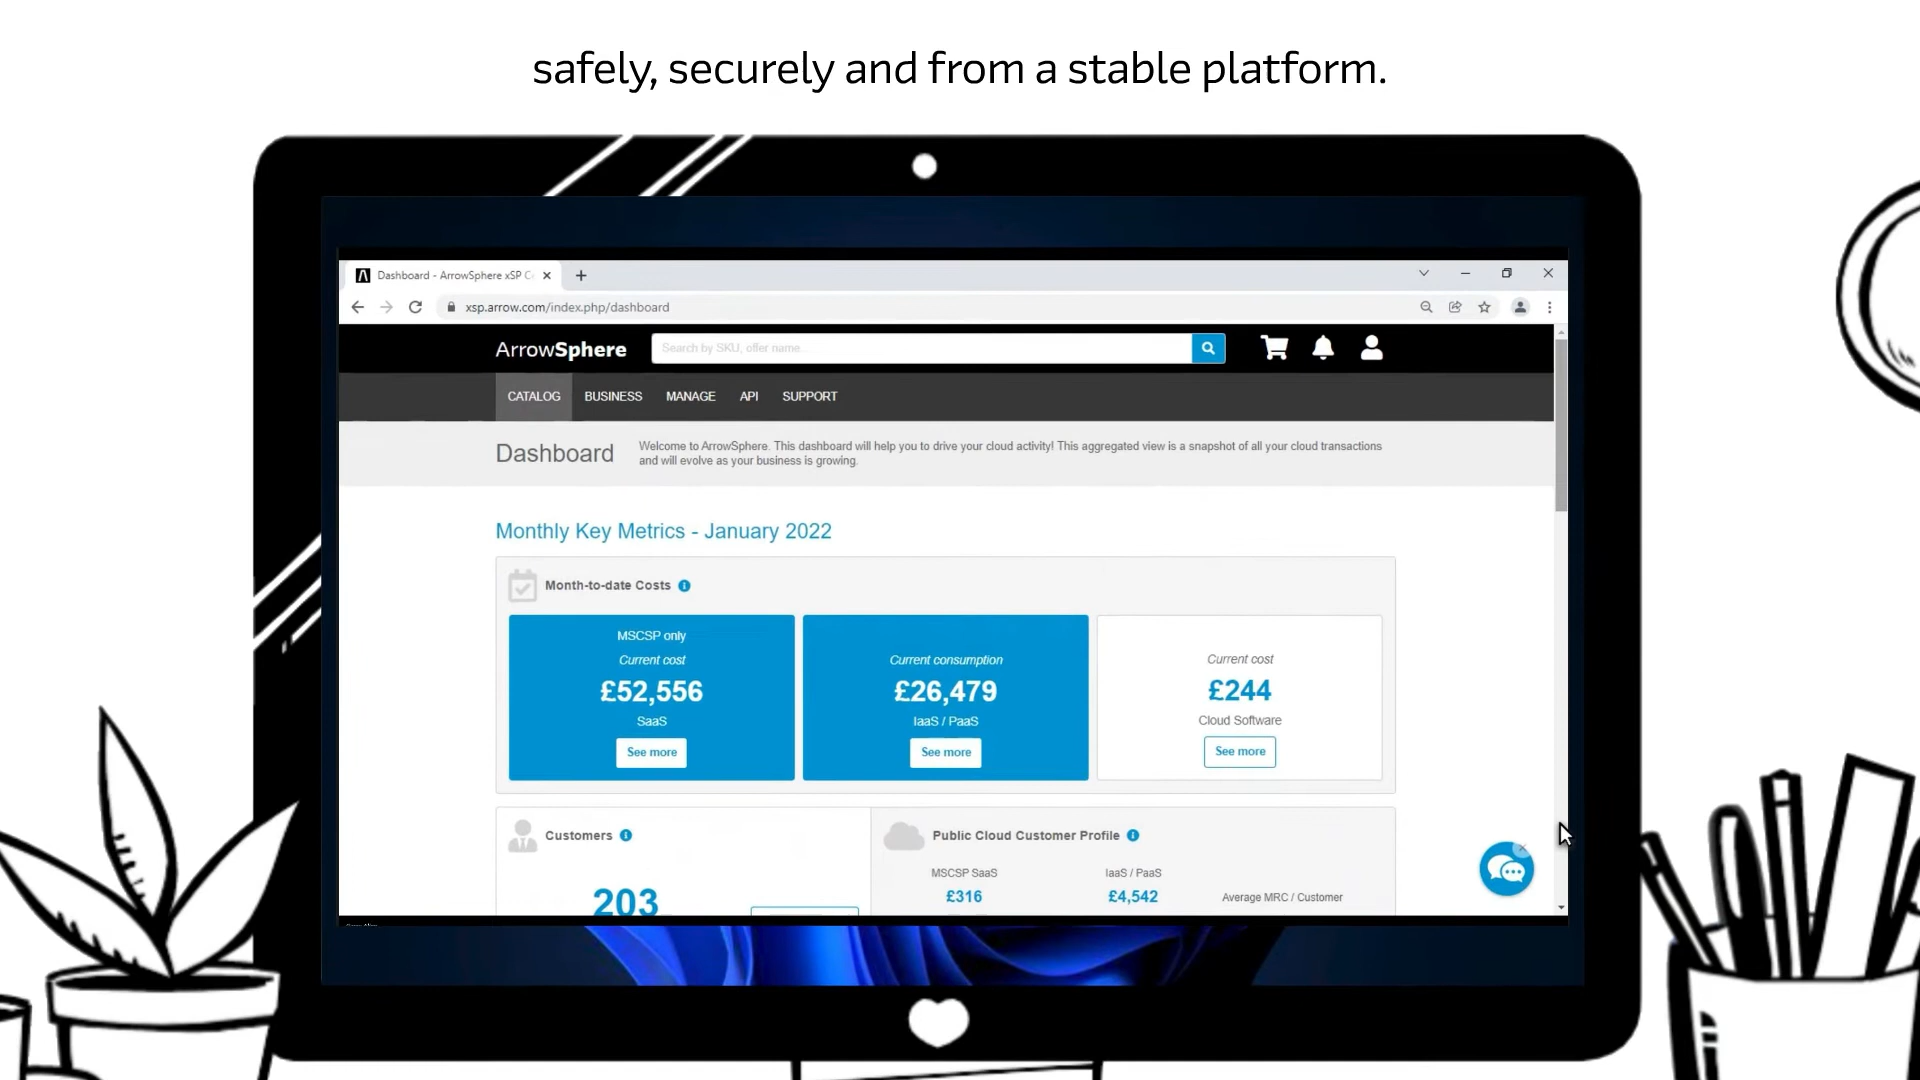 safely, securely and from a stable platform.
Dashboard - ArrowSphere xSP C
xsp.arrow.com/index.php/dashboard
ArrowSphere
Search by SKU, offer name...
CATALOG BUSINESS MANAGE API SUPPORT
Dashboard
Welcome to ArrowSphere. This dashboard will help you to drive your cloud activity! This aggregated view is a snapshot of all your cloud transactions
and will evolve as your business is growing.
Monthly Key Metrics - January 2022
Month-to-date Costs
MSCSP only
Current cost
£52,556
SaaS
See more
Current consumption
£26,479
IaaS / PaaS
See more
Current cost
£244
Cloud Software
See more
Customers
203
Public Cloud Customer Profile
MSCSP SaaS
£316
IaaS / PaaS
£4,542
Average MRC / Customer